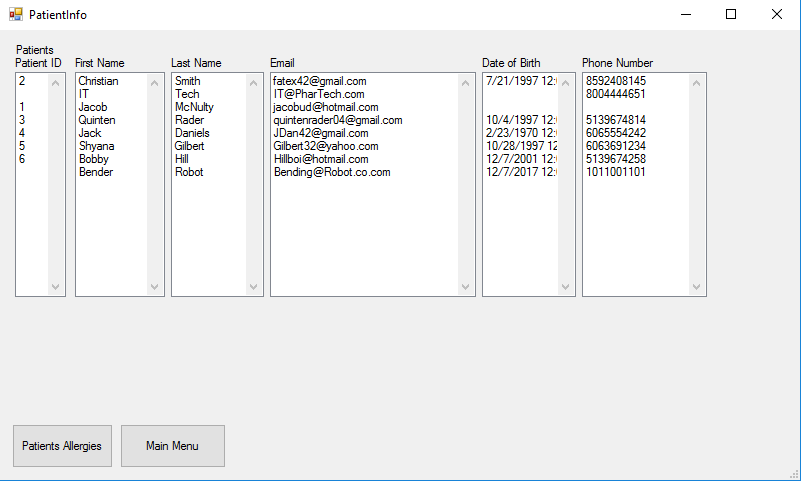 PatientInfo
Patients
Patient ID First Name Last Name Email Date of Birth Phone Number
2 Christian Smith fatex42@gmail.com 7/21/1997 12:0 8592408145
IT Tech IT@PharTech.com 8004444651
1 Jacob McNulty jacobud@hotmail.com
3 Quinten Rader quintenrader04@gmail.com 10/4/1997 12:0 5139674814
4 Jack Daniels JDan42@gmail.com 2/23/1970 12:0 6065554242
5 Shyana Gilbert Gilbert32@yahoo.com 10/28/1997 12 6063691234
6 Bobby Hill Hillboi@hotmail.com 12/7/2001 12:0 5139674258
Bender Robot Bending@Robot.co.com 12/7/2017 12:0 1011001101
Patients Allergies Main Menu